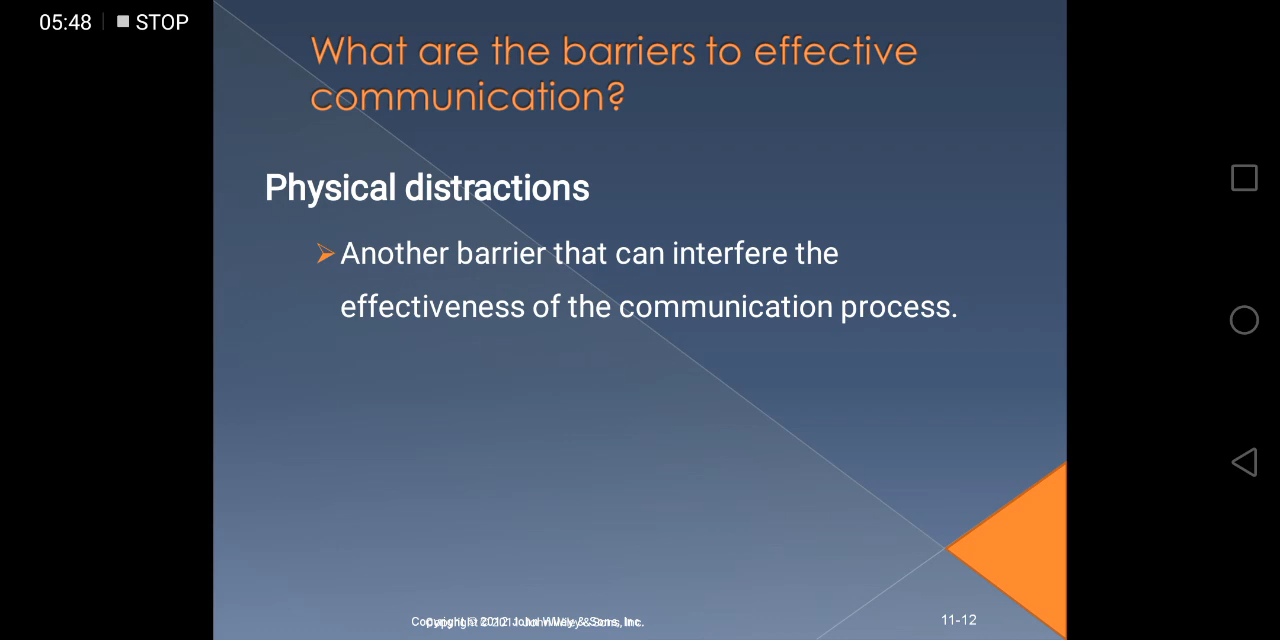 05:48 STOP
What are the barriers to effective
communication?
Physical distractions
Another barrier that can interfere the
effectiveness of the communication process.
11-12